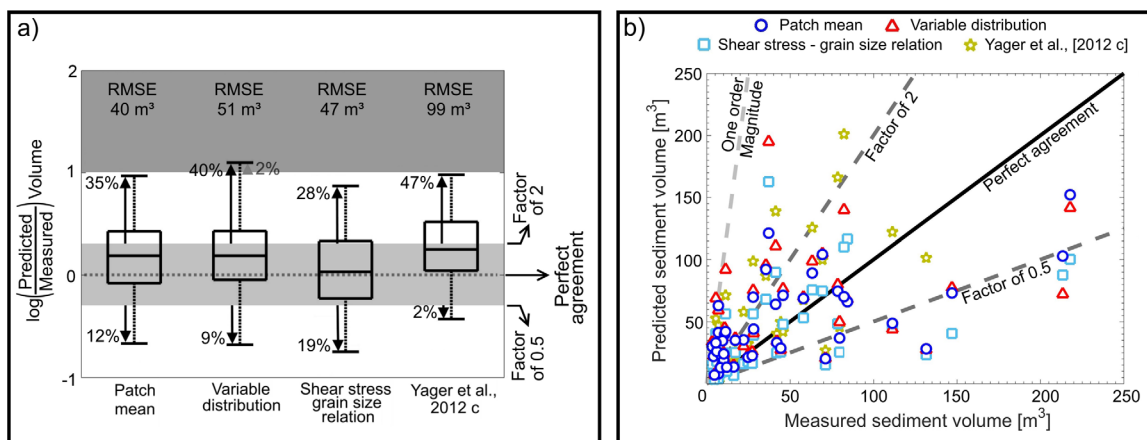 a)
2
RMSE
40 m³
RMSE
51 m³
RMSE
47 m³
RMSE
99 m³
1
35%
40%
2%
28%
47%
Factor
of 2
log(Predicted/Measured) Volume
0
Perfect
agreement
12%
9%
19%
2%
Factor
of 0.5
-1
Patch
mean
Variable
distribution
Shear stress
grain size
relation
Yager et al.,
2012 c
b)
Patch mean
Variable distribution
Shear stress - grain size relation
Yager et al., [2012 c]
250
200
150
100
50
Predicted sediment volume [m³]
One order
Magnitude
Factor of 2
Perfect agreement
Factor of 0.5
0
50
100
150
200
250
Measured sediment volume [m³]